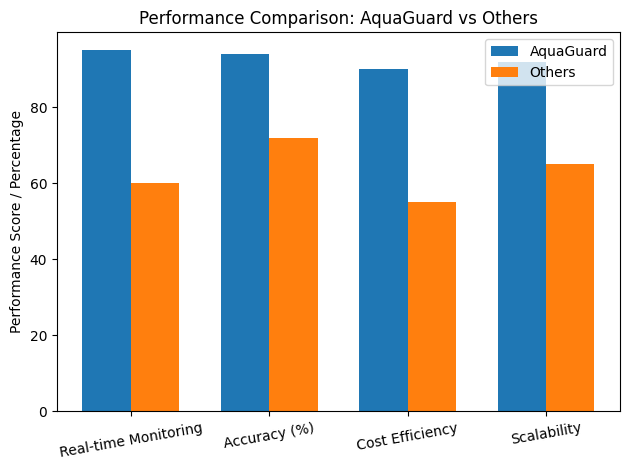 Performance Comparison: AquaGuard vs Others
AquaGuard
Others
Performance Score / Percentage
80
60
40
20
0
Real-time Monitoring
Accuracy (%)
Cost Efficiency
Scalability